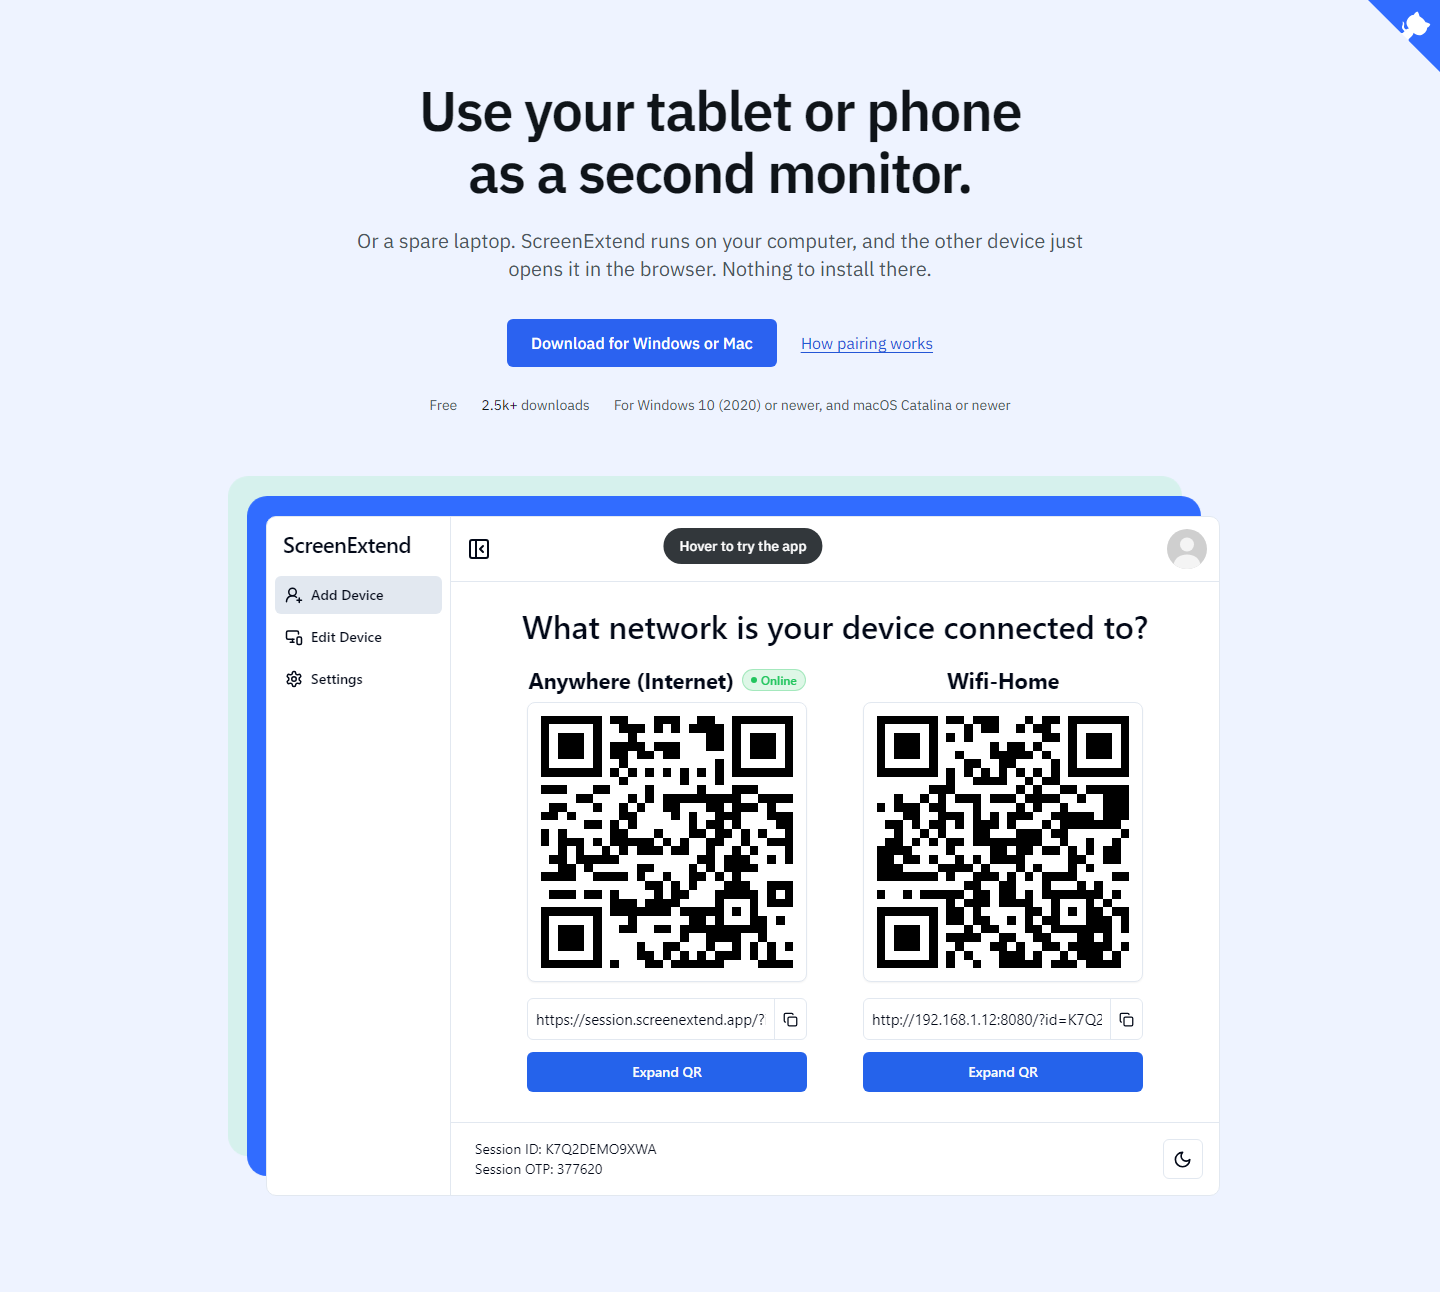 Use your tablet or phone
as a second monitor.
Or a spare laptop. ScreenExtend runs on your computer, and the other device just
opens it in the browser. Nothing to install there.
Download for Windows or Mac
How pairing works
Free
2.5k+ downloads
For Windows 10 (2020) or newer, and macOS Catalina or newer
ScreenExtend
Hover to try the app
Add Device
Edit Device
Settings
What network is your device connected to?
Anywhere (Internet)
Online
Wifi-Home
https://session.screenextend.app/?
http://192.168.1.12:8080/?id=K7Q2
Expand QR
Expand QR
Session ID: K7Q2DEMO9XWA
Session OTP: 377620